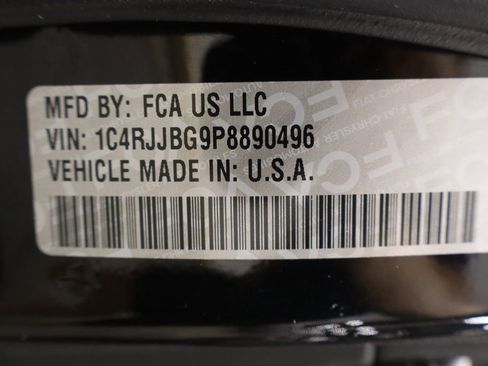 MFD BY: FCA US LLC
VIN: 1C4RJJBG9P8890496
VEHICLE MADE IN: U.S.A.